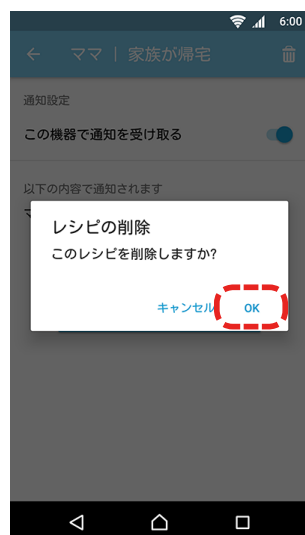 6:00
ママ | 家族が帰宅
通知設定
この機器で通知を受け取る
以下の内容で通知されます
レシピの削除
このレシピを削除しますか?
キャンセル OK